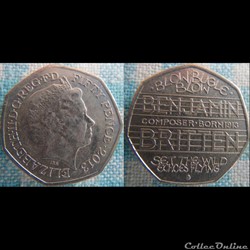 ELIZABETH·II·D·G·REG·F·D FIFTY PENCE·2013
BLOW BUGLE
BLOW
BENJAMIN
COMPOSER·BORN 1913
BRITTEN
SET THE WILD
ECHOES FLYING
CollecOnline